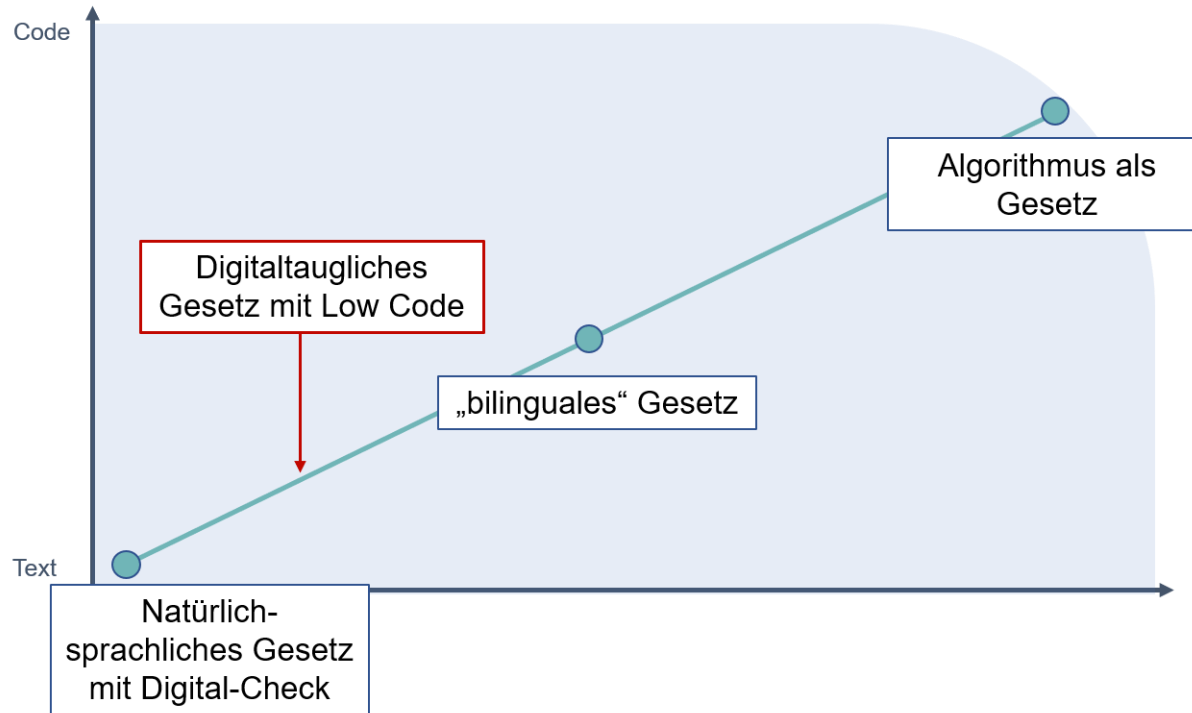 Code
Algorithmus als
Gesetz
Digitaltaugliches
Gesetz mit Low Code
„bilinguales“ Gesetz
Text
Natürlich-
sprachliches Gesetz
mit Digital-Check